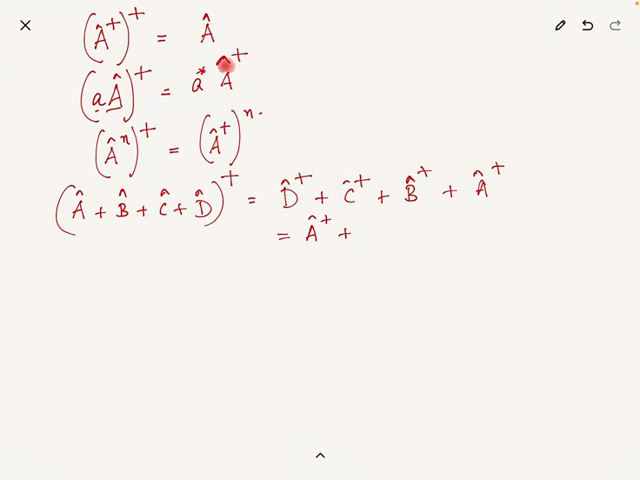 (Â⁺)⁺ = Â
(aÂ)⁺ = a* Â⁺
(Âⁿ)⁺ = (Â⁺)ⁿ.
(Â + B̂ + Ĉ + D̂)⁺ = D̂⁺ + Ĉ⁺ + B̂⁺ + Â⁺
= Â⁺ +